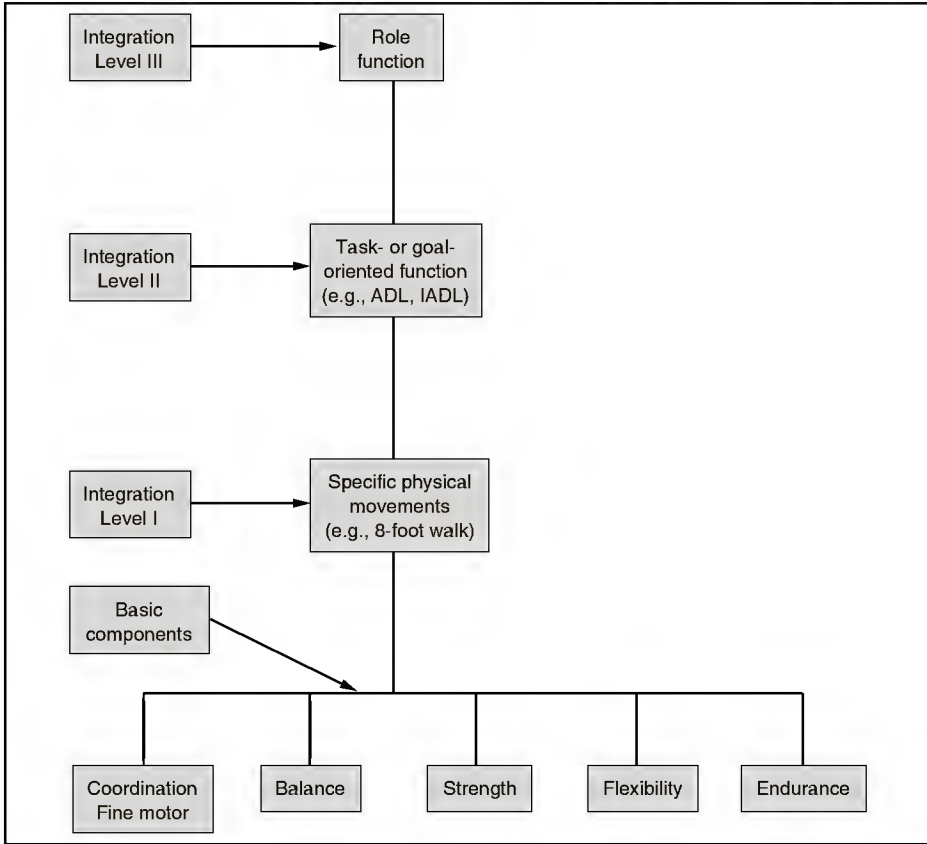 Integration
Level III
Role
function
Integration
Level II
Task- or goal-
oriented function
(e.g., ADL, IADL)
Integration
Level I
Specific physical
movements
(e.g., 8-foot walk)
Basic
components
Coordination
Fine motor
Balance
Strength
Flexibility
Endurance